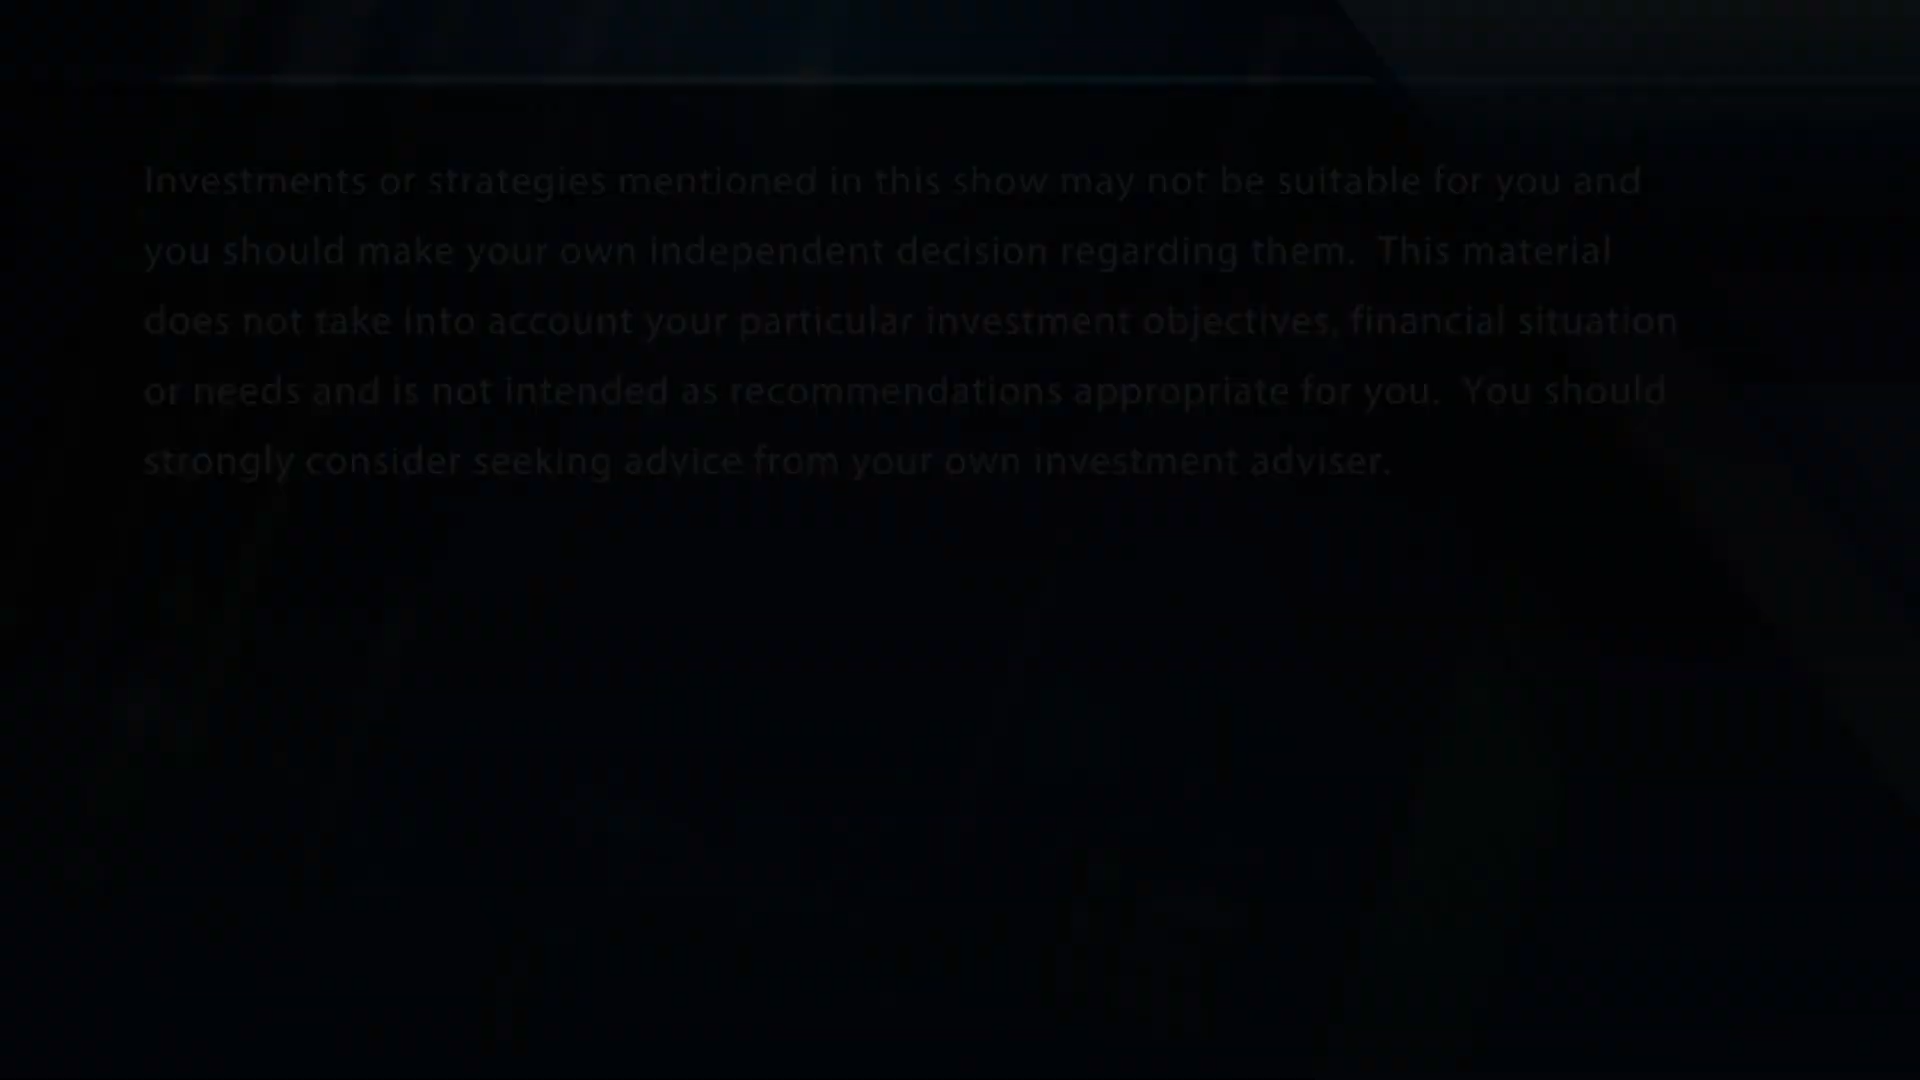 Investments or strategies mentioned in this show may not be suitable for you and
you should make your own independent decision regarding them.  This material
does not take into account your particular investment objectives, financial situation
or needs and is not intended as recommendations appropriate for you.  You should
strongly consider seeking advice from your own investment adviser.